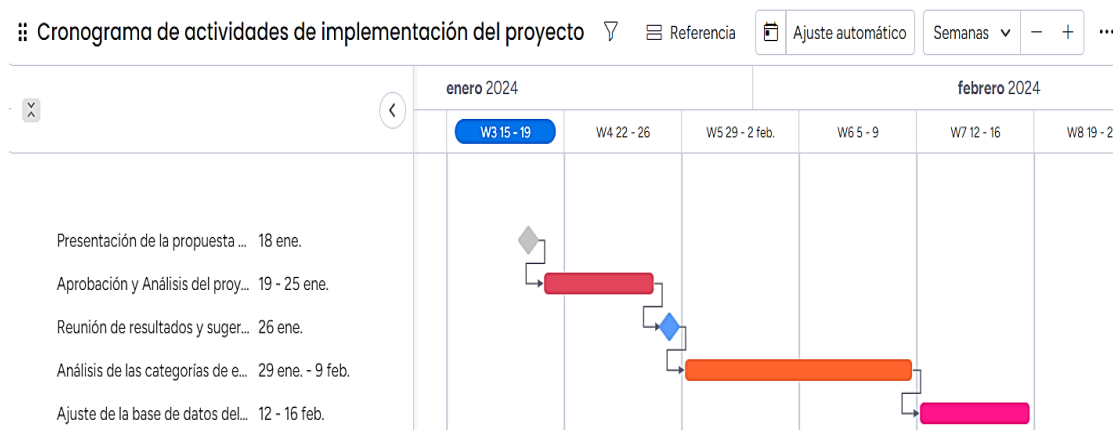 Cronograma de actividades de implementación del proyecto Referencia Ajuste automático Semanas
enero 2024 febrero 2024
W3 15 - 19 W4 22 - 26 W5 29 - 2 feb. W6 5 - 9 W7 12 - 16 W8 19 - 2
Presentación de la propuesta ... 18 ene.
Aprobación y Análisis del proy... 19 - 25 ene.
Reunión de resultados y suger... 26 ene.
Análisis de las categorías de e... 29 ene. - 9 feb.
Ajuste de la base de datos del... 12 - 16 feb.